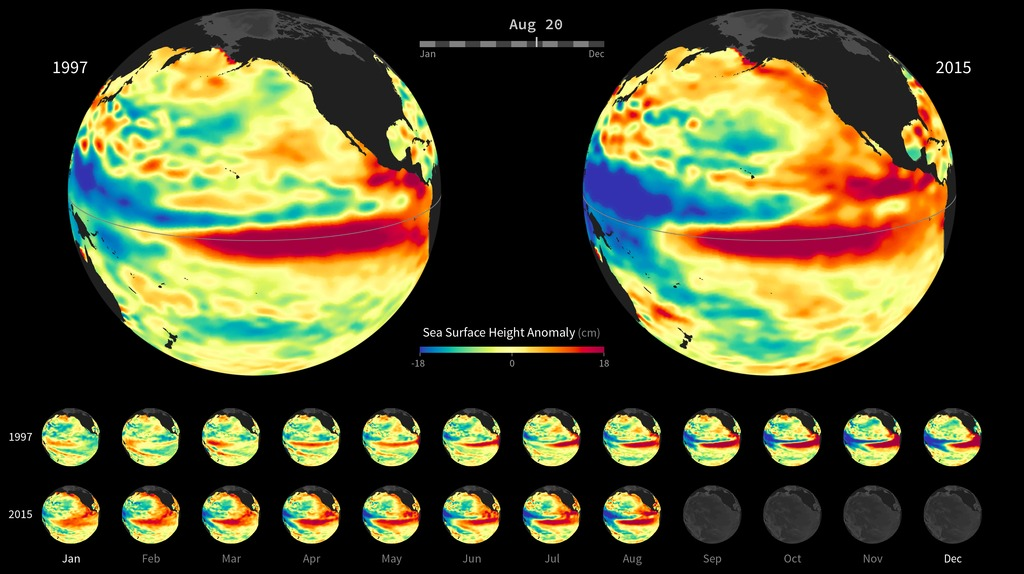 Aug 20
Jan Dec
1997
2015
Sea Surface Height Anomaly (cm)
-18 0 18
1997
2015
Jan Feb Mar Apr May Jun Jul Aug Sep Oct Nov Dec